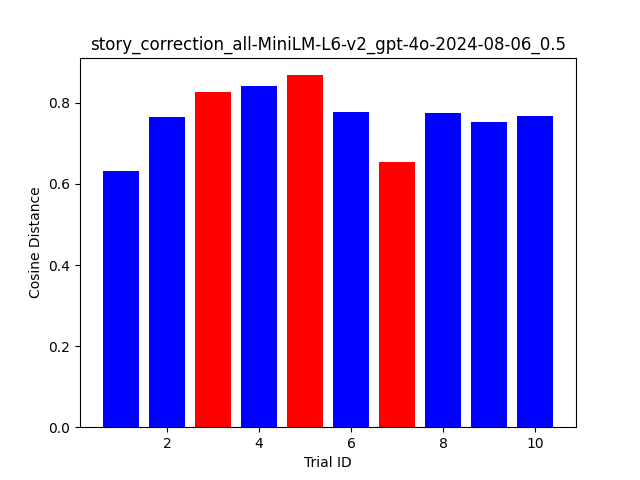 story_correction_all-MiniLM-L6-v2_gpt-4o-2024-08-06_0.5
Cosine Distance
0.8
0.6
0.4
0.2
0.0
2 4 6 8 10
Trial ID